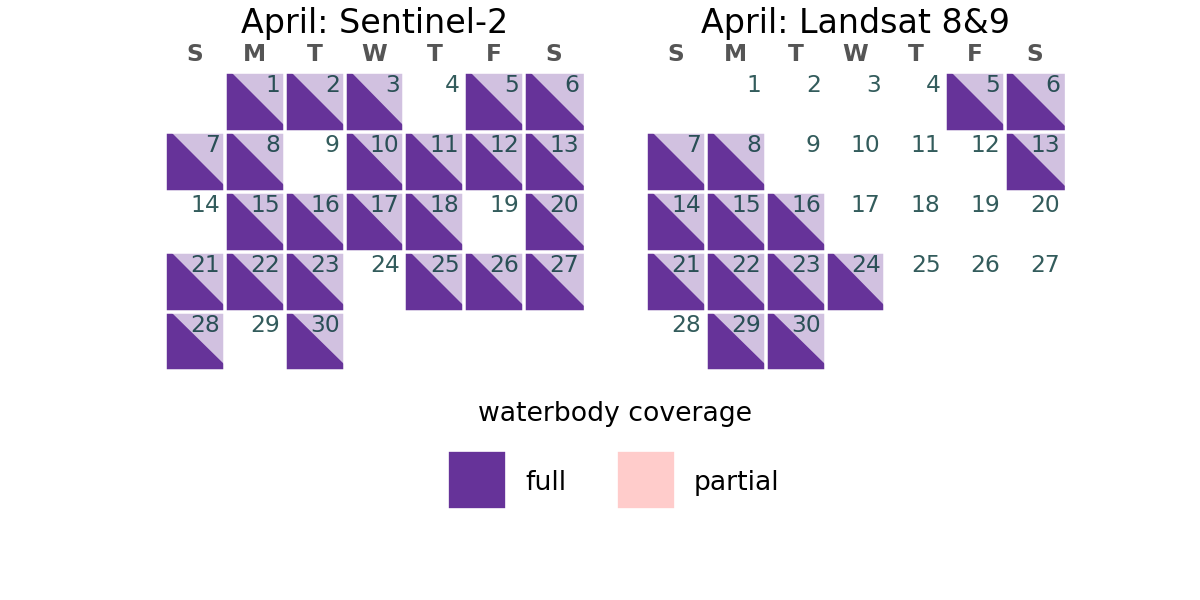 April: Sentinel-2
S M T W T F S
1 2 3 4 5 6
7 8 9 10 11 12 13
14 15 16 17 18 19 20
21 22 23 24 25 26 27
28 29 30
April: Landsat 8&9
S M T W T F S
1 2 3 4 5 6
7 8 9 10 11 12 13
14 15 16 17 18 19 20
21 22 23 24 25 26 27
28 29 30
waterbody coverage
full partial